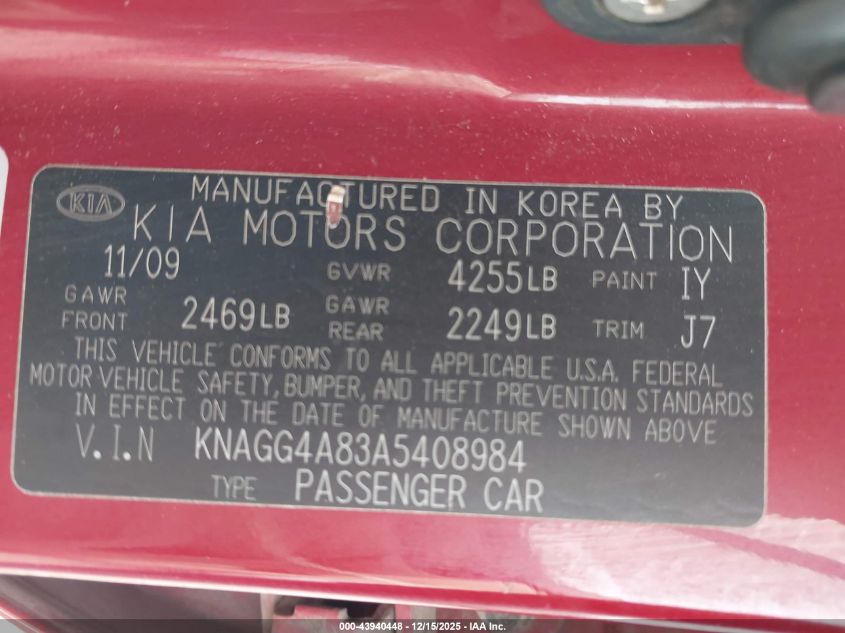 MANUFACTURED IN KOREA BY
KIA KIA MOTORS CORPORATION
11/09 GVWR 4255LB PAINT IY
GAWR FRONT 2469LB GAWR REAR 2249LB TRIM J7
THIS VEHICLE CONFORMS TO ALL APPLICABLE U.S.A. FEDERAL
MOTOR VEHICLE SAFETY, BUMPER, AND THEFT PREVENTION STANDARDS
IN EFFECT ON THE DATE OF MANUFACTURE SHOWN ABOVE
V.I.N KNAGG4A83A5408984
TYPE PASSENGER CAR
000-43940448 - 12/15/2025 - IAA Inc.